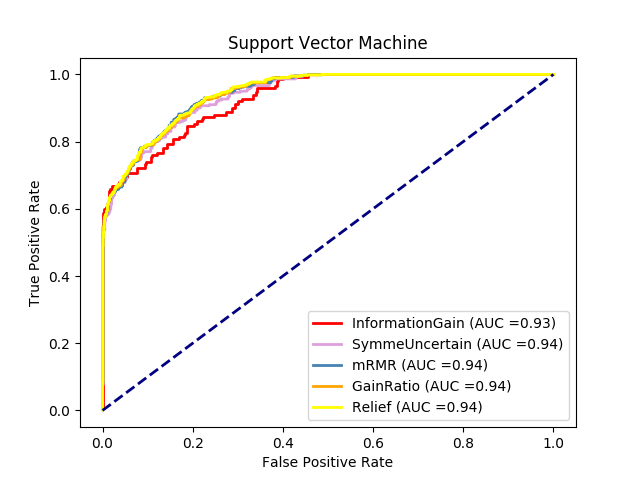 Support Vector Machine
True Positive Rate
1.0
0.8
0.6
0.4
0.2
0.0
InformationGain (AUC =0.93)
SymmeUncertain (AUC =0.94)
mRMR (AUC =0.94)
GainRatio (AUC =0.94)
Relief (AUC =0.94)
0.0 0.2 0.4 0.6 0.8 1.0
False Positive Rate